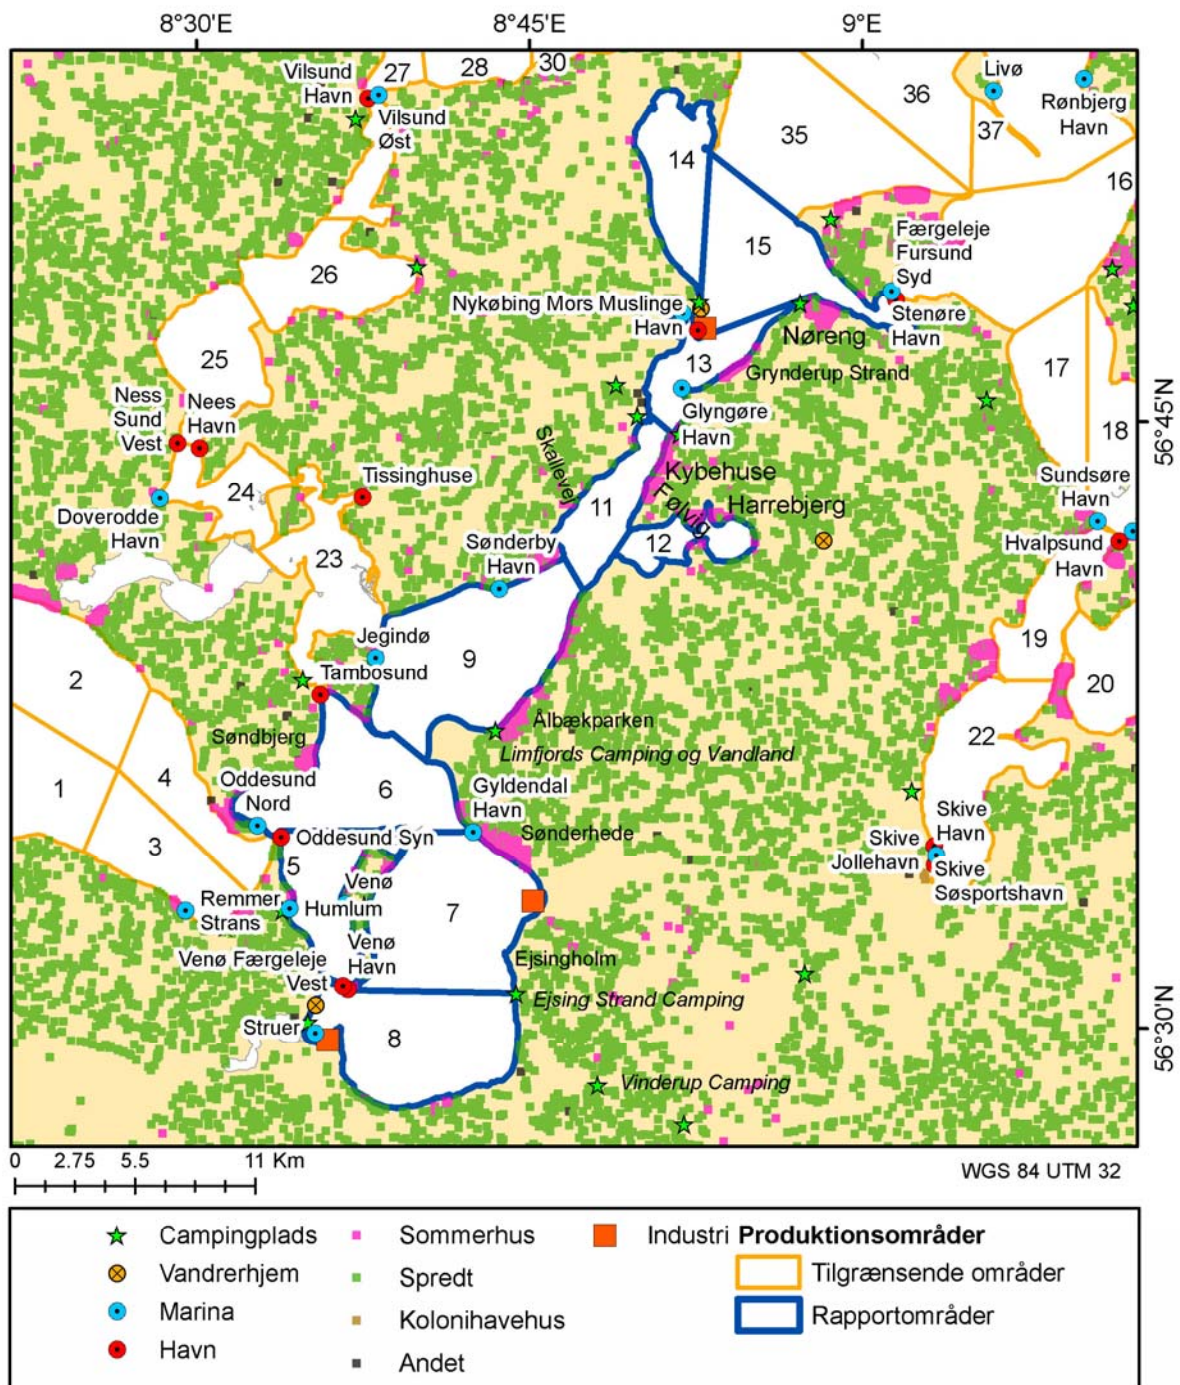 8°30'E
8°45'E
9°E
Vilsund
Havn
27
28
30
Vilsund
Øst
36
Livø
Rønbjerg
Havn
35
37
14
16
15
Færgeleje
Fursund
Syd
26
Nykøbing Mors Muslinge
Havn
Stenøre
Havn
Nøreng
25
13
Grynderup Strand
17
Ness
Sund
Vest
Nees
Havn
Glyngøre
Havn
56°45'N
18
Skallevej
Kybehuse
Sundsøre
Havn
Tissinghuse
24
11
Følvig
Harrebjerg
Doverodde
Havn
Sønderby
Havn
12
Hvalpsund
Havn
23
19
Jegindø
9
2
Tambosund
20
Ålbækparken
Søndbjerg
22
Limfjords Camping og Vandland
4
1
Oddesund
Nord
6
Gyldendal
Havn
Skive
Havn
3
Oddesund Syn
Sønderhede
Skive
Jollehavn
5
Skive
Søsportshavn
Venø
Remmer
Strans
Humlum
7
Venø
Havn
Venø Færgeleje
Vest
Ejsingholm
Ejsing Strand Camping
Struer
8
56°30'N
Vinderup Camping
0 2.75 5.5 11 Km
WGS 84 UTM 32
Campingplads
Sommerhus
Industri
Produktionsområder
Vandrerhjem
Spredt
Tilgrænsende områder
Marina
Kolonihavehus
Rapportområder
Havn
Andet